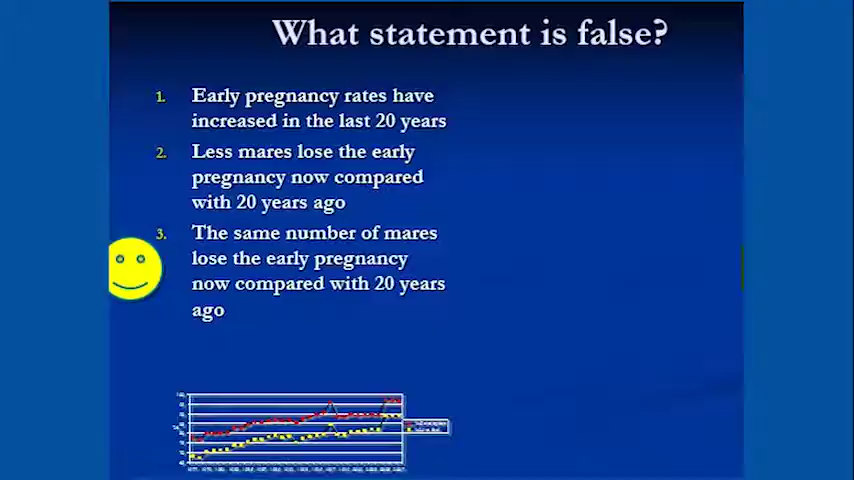 What statement is false?
1. Early pregnancy rates have
increased in the last 20 years
2. Less mares lose the early
pregnancy now compared
with 20 years ago
3. The same number of mares
lose the early pregnancy
now compared with 20 years
ago